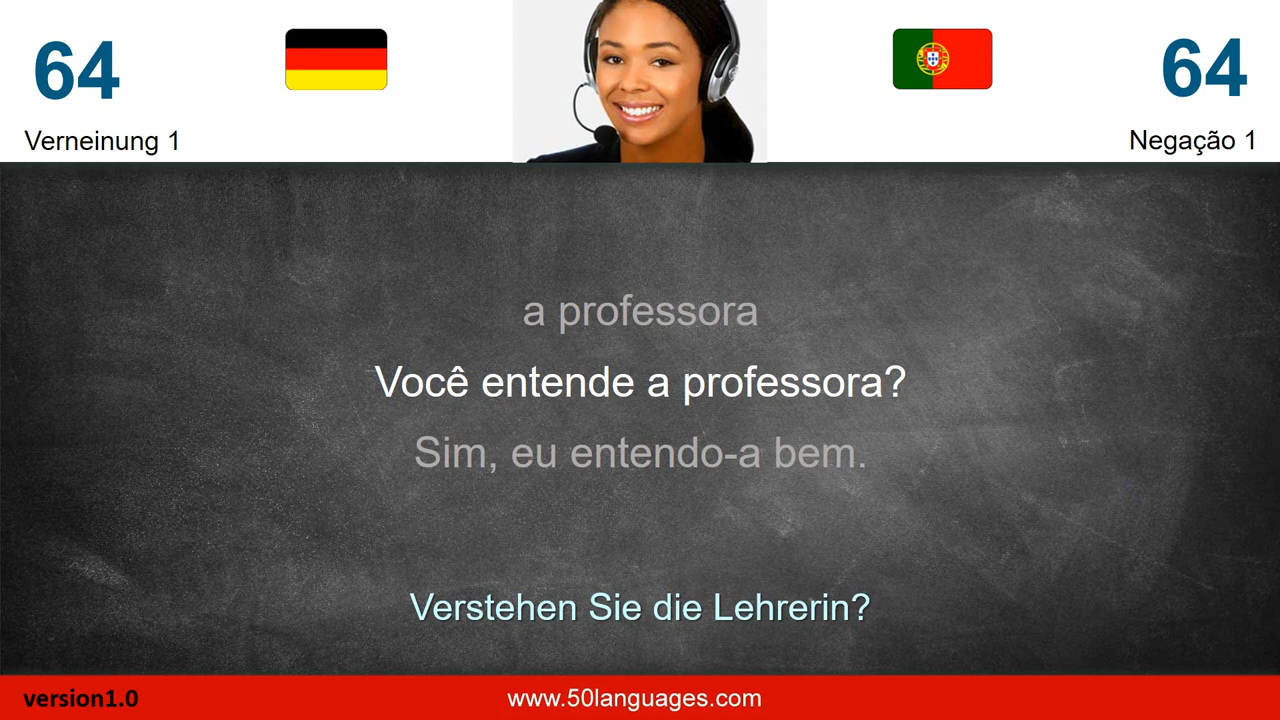 64
64
Verneinung 1
Negação 1
a professora
Você entende a professora?
Sim, eu entendo-a bem.
Verstehen Sie die Lehrerin?
version1.0
www.50languages.com